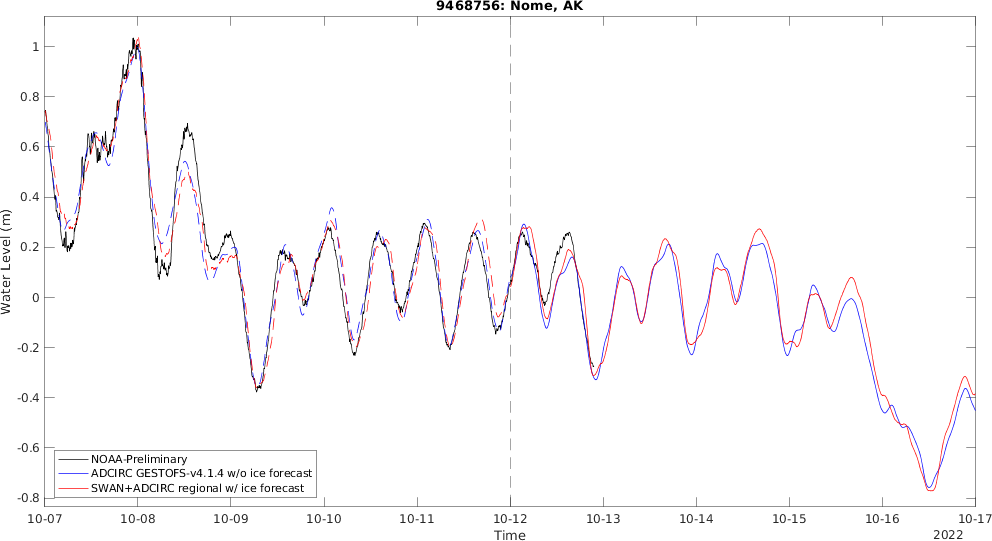 9468756: Nome, AK
Water Level (m)
1
0.8
0.6
0.4
0.2
0
-0.2
-0.4
-0.6
-0.8
NOAA-Preliminary
ADCIRC GESTOFS-v4.1.4 w/o ice forecast
SWAN+ADCIRC regional w/ ice forecast
10-07 10-08 10-09 10-10 10-11 10-12 10-13 10-14 10-15 10-16 10-17
Time
2022